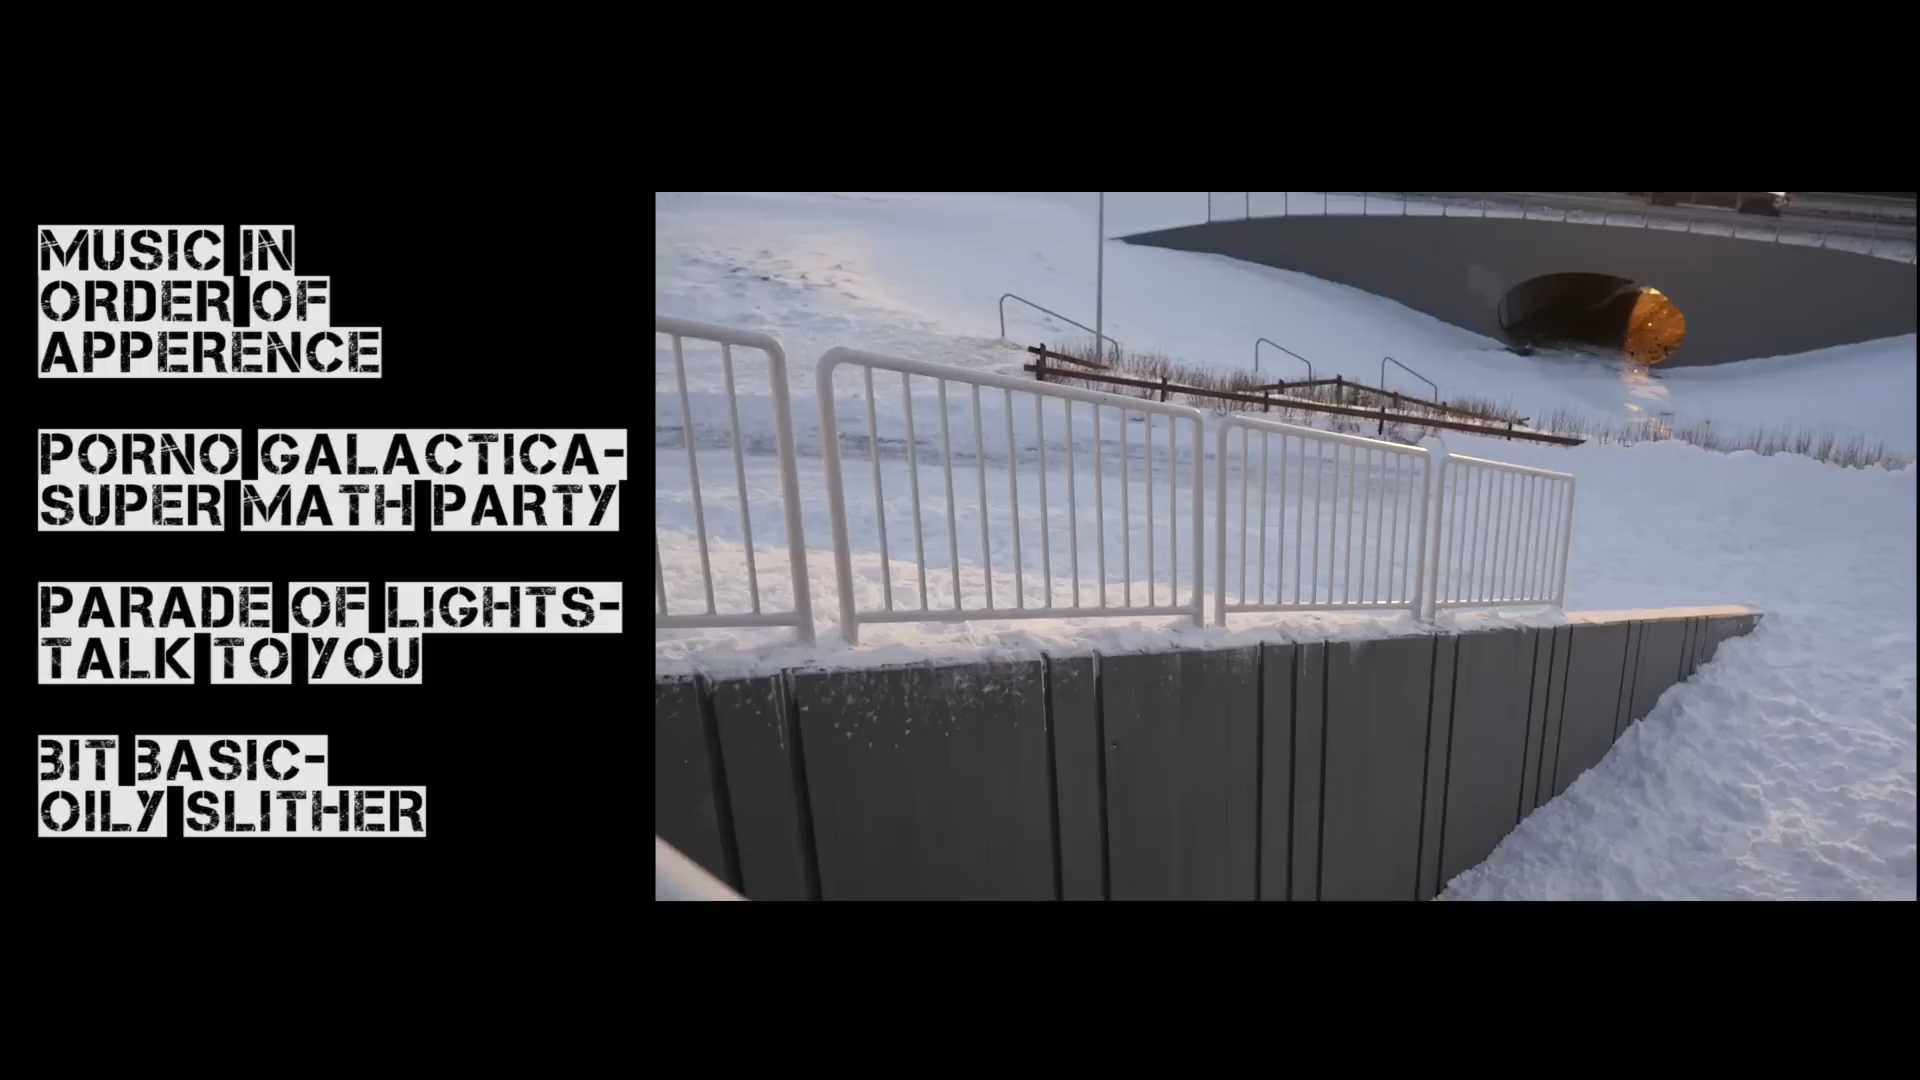 MUSIC IN
ORDER OF
APPERENCE
PORNO GALACTICA-
SUPER MATH PARTY
PARADE OF LIGHTS-
TALK TO YOU
BIT BASIC-
OILY SLITHER